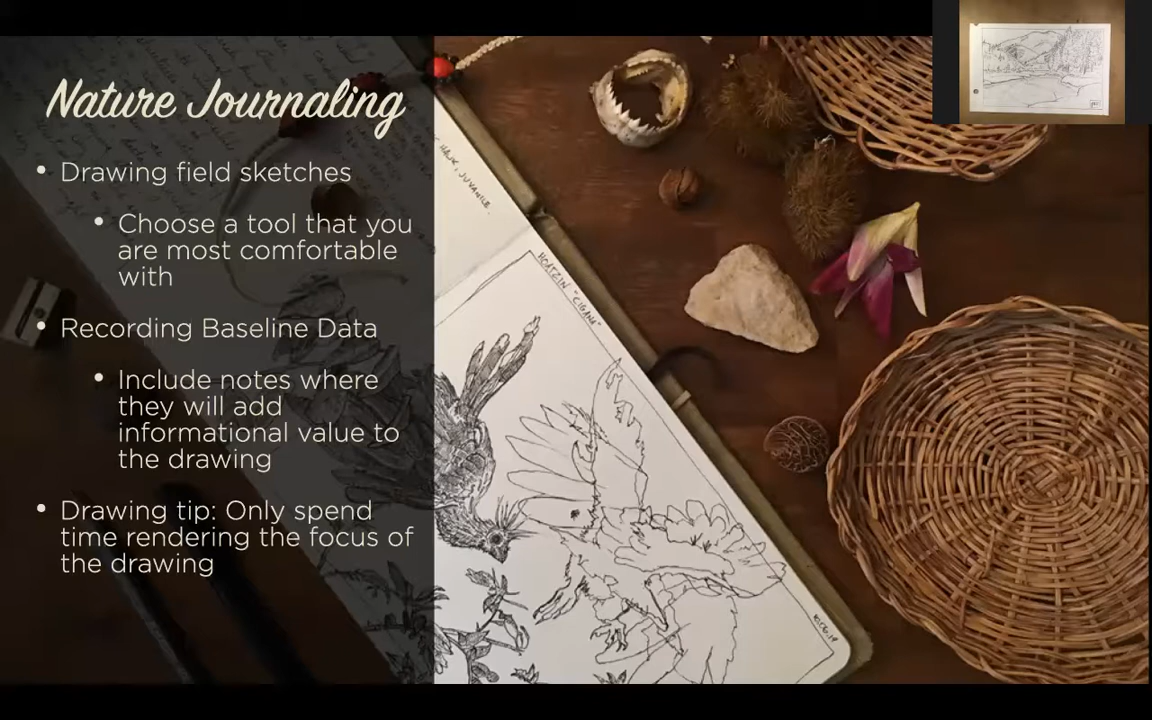 Nature Journaling
• Drawing field sketches
• Choose a tool that you
are most comfortable
with
• Recording Baseline Data
• Include notes where
they will add
informational value to
the drawing
• Drawing tip: Only spend
time rendering the focus of
the drawing
HAWK, JUVANILE.
HOATZIN "CIGANA"